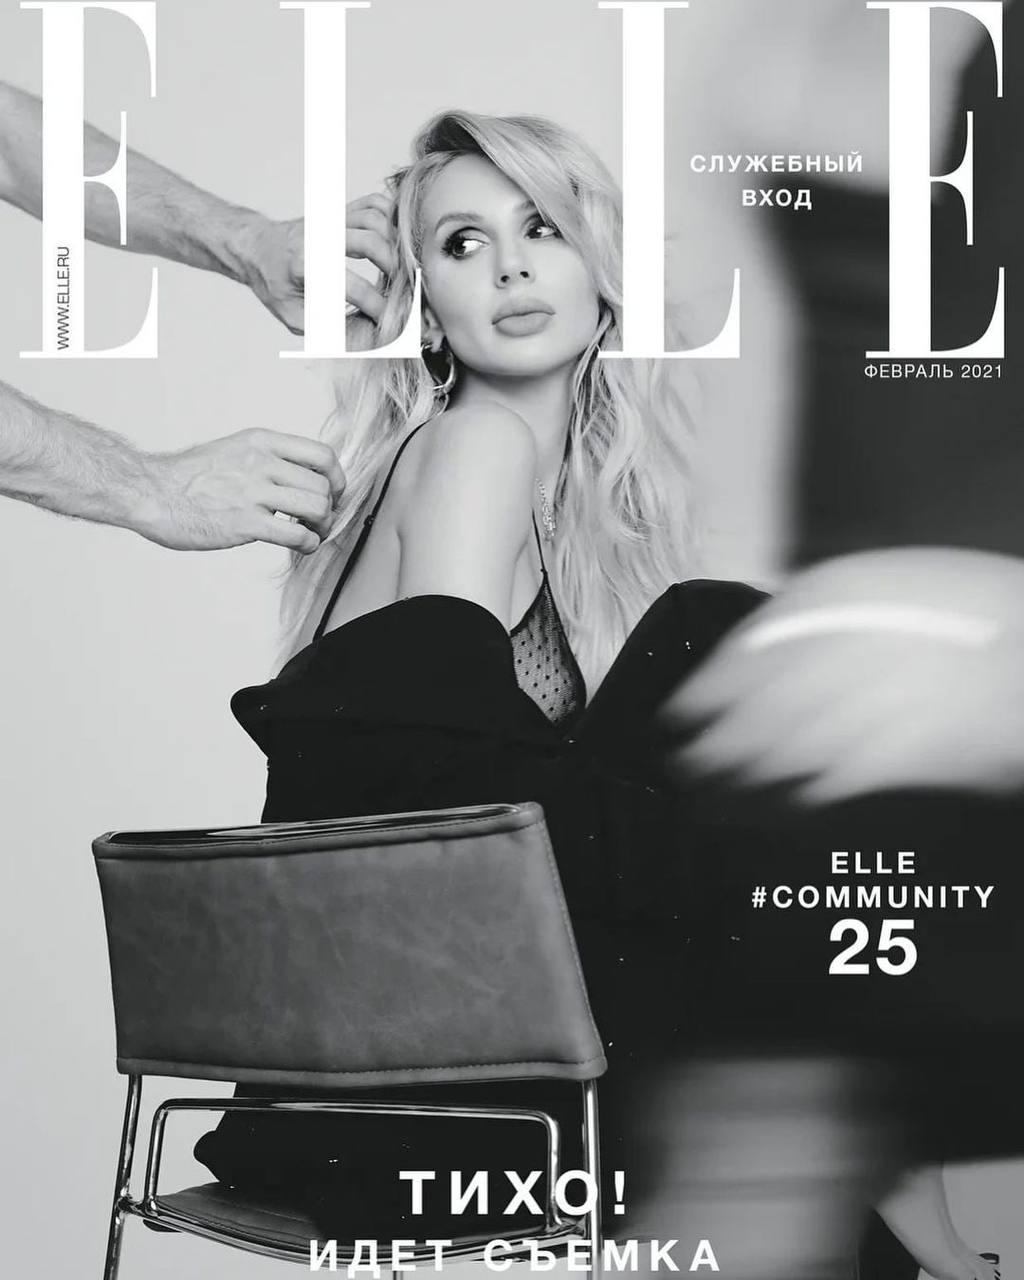 ELLE
СЛУЖЕБНЫЙ
ВХОД
WWW.ELLE.RU
ФЕВРАЛЬ 2021
ELLE
#COMMUNITY
25
ТИХО!
ИДЕТ СЪЕМКА